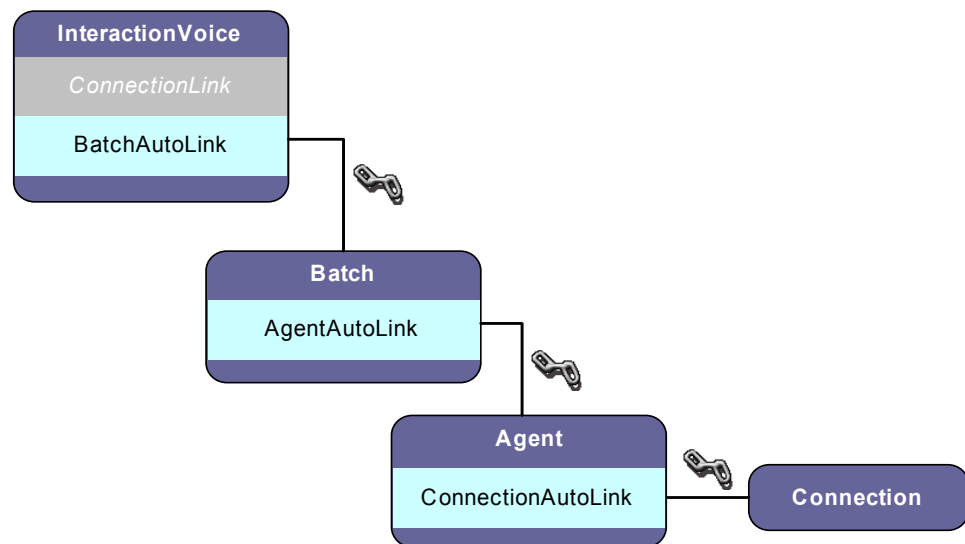 InteractionVoice
ConnectionLink
BatchAutoLink
Batch
AgentAutoLink
Agent
ConnectionAutoLink
Connection